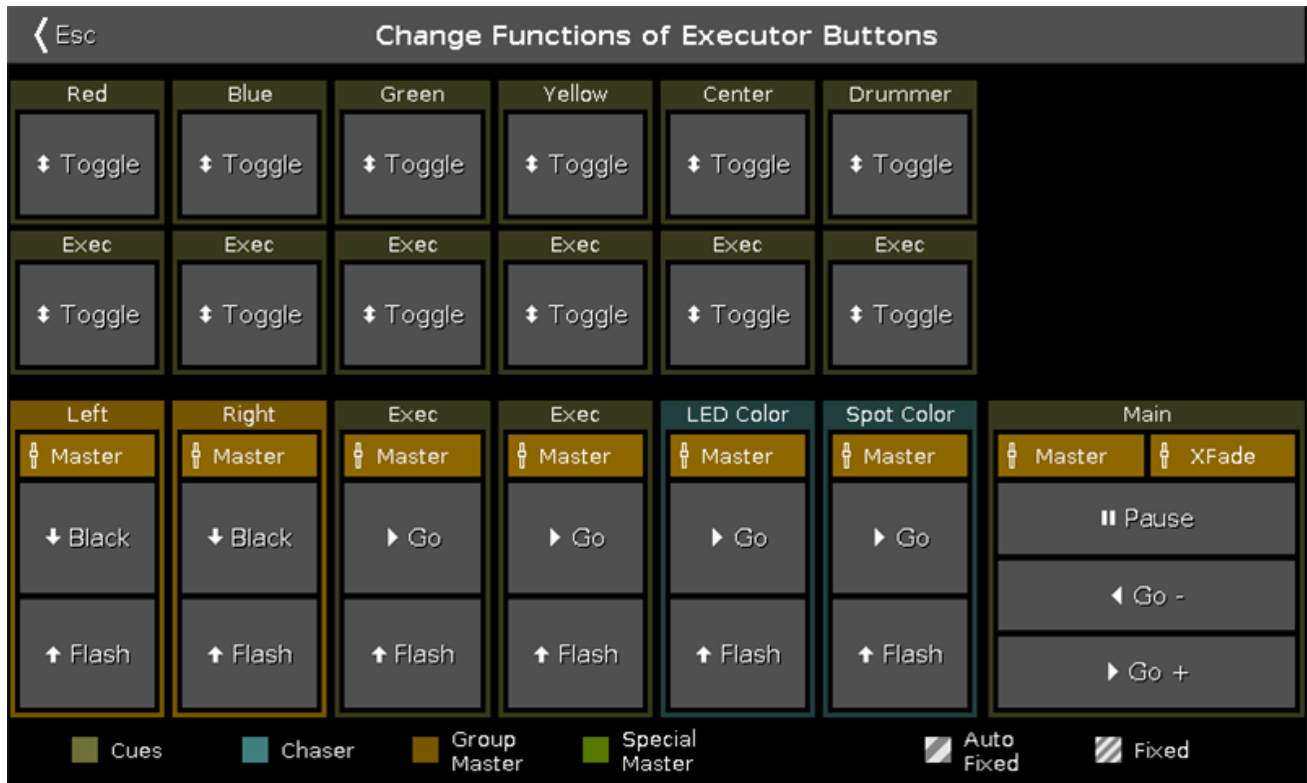 Esc
Change Functions of Executor Buttons
Red Blue Green Yellow Center Drummer
Toggle Toggle Toggle Toggle Toggle Toggle
Exec Exec Exec Exec Exec Exec
Toggle Toggle Toggle Toggle Toggle Toggle
Left Right Exec Exec LED Color Spot Color Main
Master Master Master Master Master Master Master XFade
Black Black Go Go Go Go Pause
Go -
Flash Flash Flash Flash Flash Flash Go +
Cues Chaser Group Master Special Master Auto Fixed Fixed